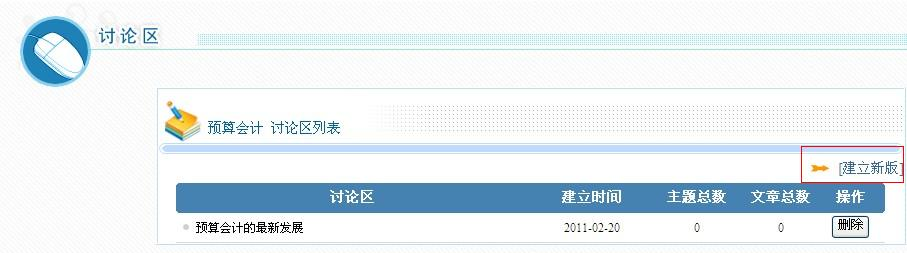 讨论区
预算会计 讨论区列表
[建立新版]
讨论区 建立时间 主题总数 文章总数 操作
预算会计的最新发展 2011-02-20 0 0 删除